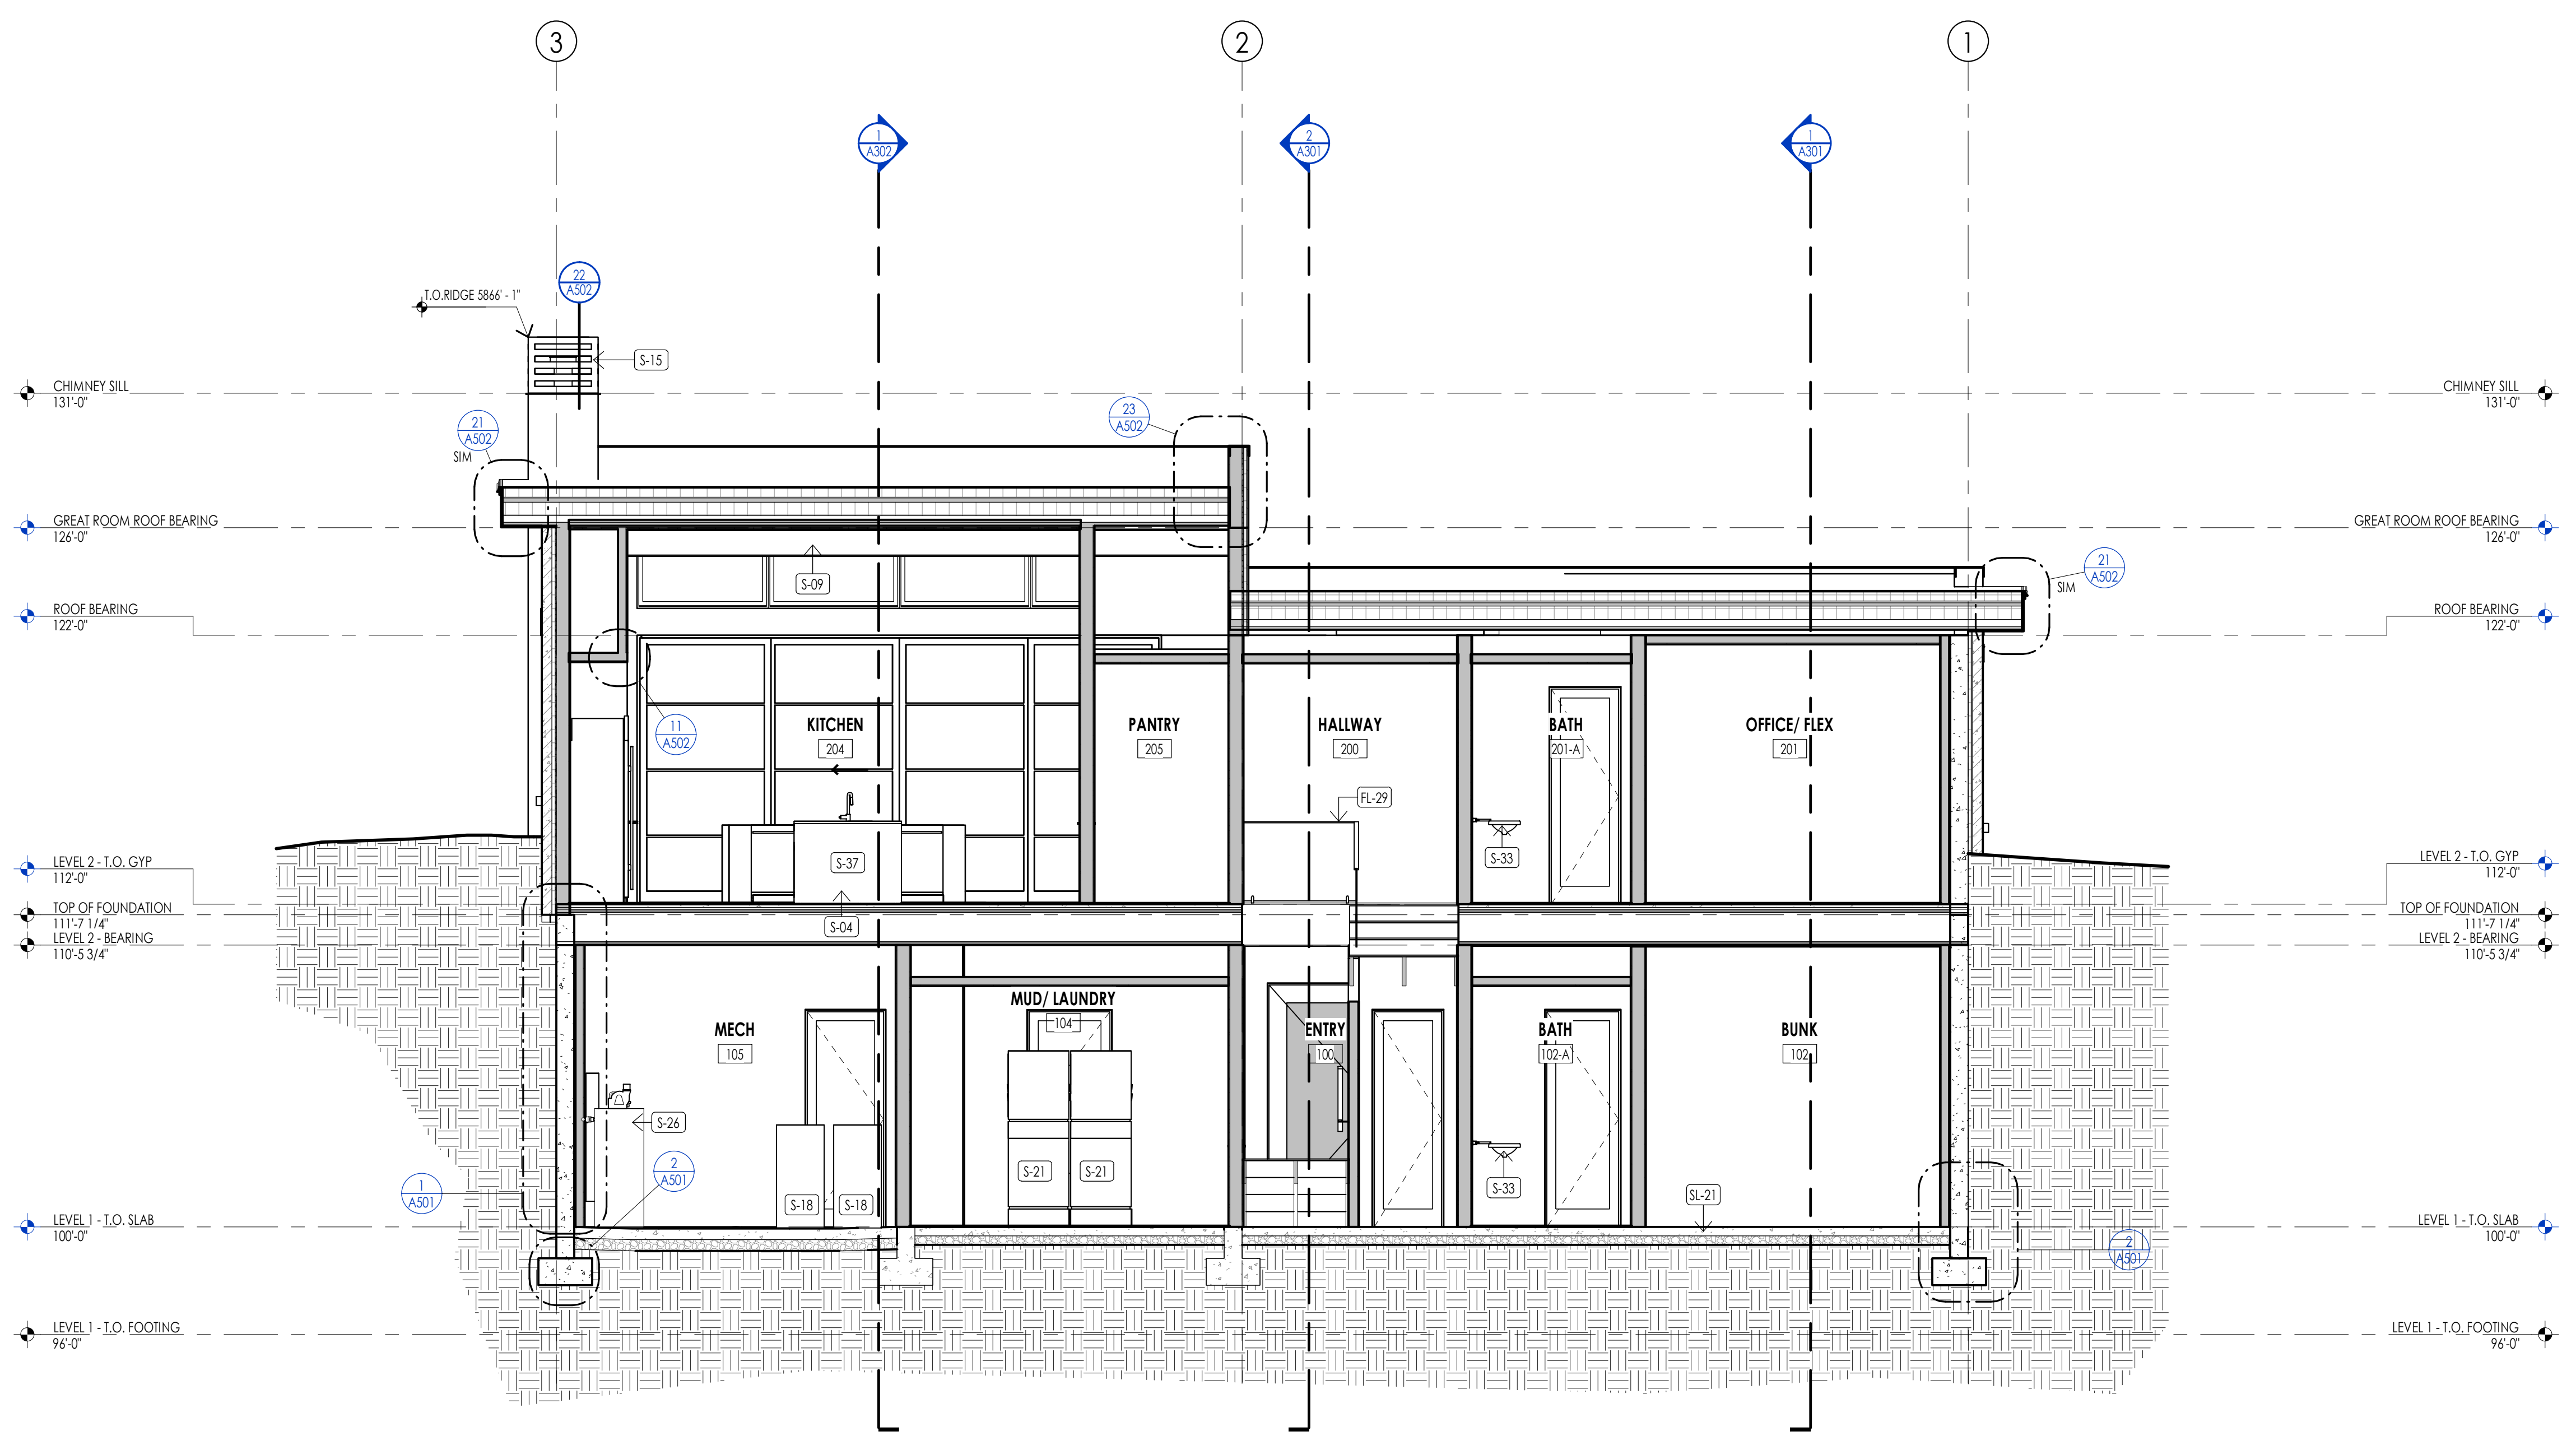 3
2
1
1
A302
2
A301
1
A301
22
A502
T.O.RIDGE 5866' - 1"
S-15
CHIMNEY SILL
131'-0"
CHIMNEY SILL
131'-0"
21
A502
SIM
23
A502
GREAT ROOM ROOF BEARING
126'-0"
GREAT ROOM ROOF BEARING
126'-0"
21
A502
SIM
S-09
ROOF BEARING
122'-0"
ROOF BEARING
122'-0"
11
A502
KITCHEN
204
PANTRY
205
HALLWAY
200
BATH
201-A
OFFICE/ FLEX
201
FL-29
S-37
S-33
S-04
LEVEL 2 - T.O. GYP
112'-0"
LEVEL 2 - T.O. GYP
112'-0"
TOP OF FOUNDATION
111'-7 1/4"
TOP OF FOUNDATION
111'-7 1/4"
LEVEL 2 - BEARING
110'-5 3/4"
LEVEL 2 - BEARING
110'-5 3/4"
MECH
105
MUD/ LAUNDRY
104
ENTRY
100
BATH
102-A
BUNK
102
S-26
2
A501
1
A501
S-18
S-18
S-21
S-21
S-33
SL-21
LEVEL 1 - T.O. SLAB
100'-0"
LEVEL 1 - T.O. SLAB
100'-0"
2
A501
LEVEL 1 - T.O. FOOTING
96'-0"
LEVEL 1 - T.O. FOOTING
96'-0"